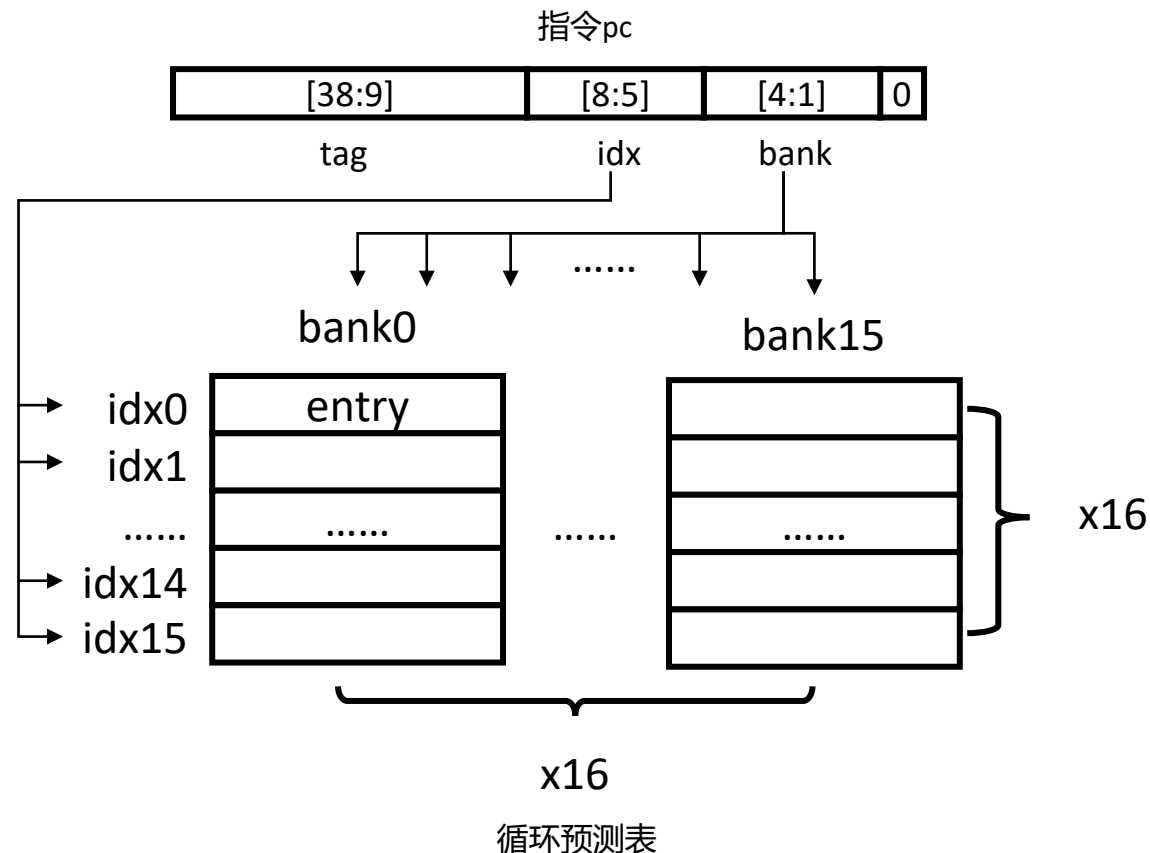 指令pc
[38:9] [8:5] [4:1] 0
tag idx bank
……
bank0 bank15
idx0 entry
idx1
…… …… …… ……
x16
idx14
idx15
x16
循环预测表